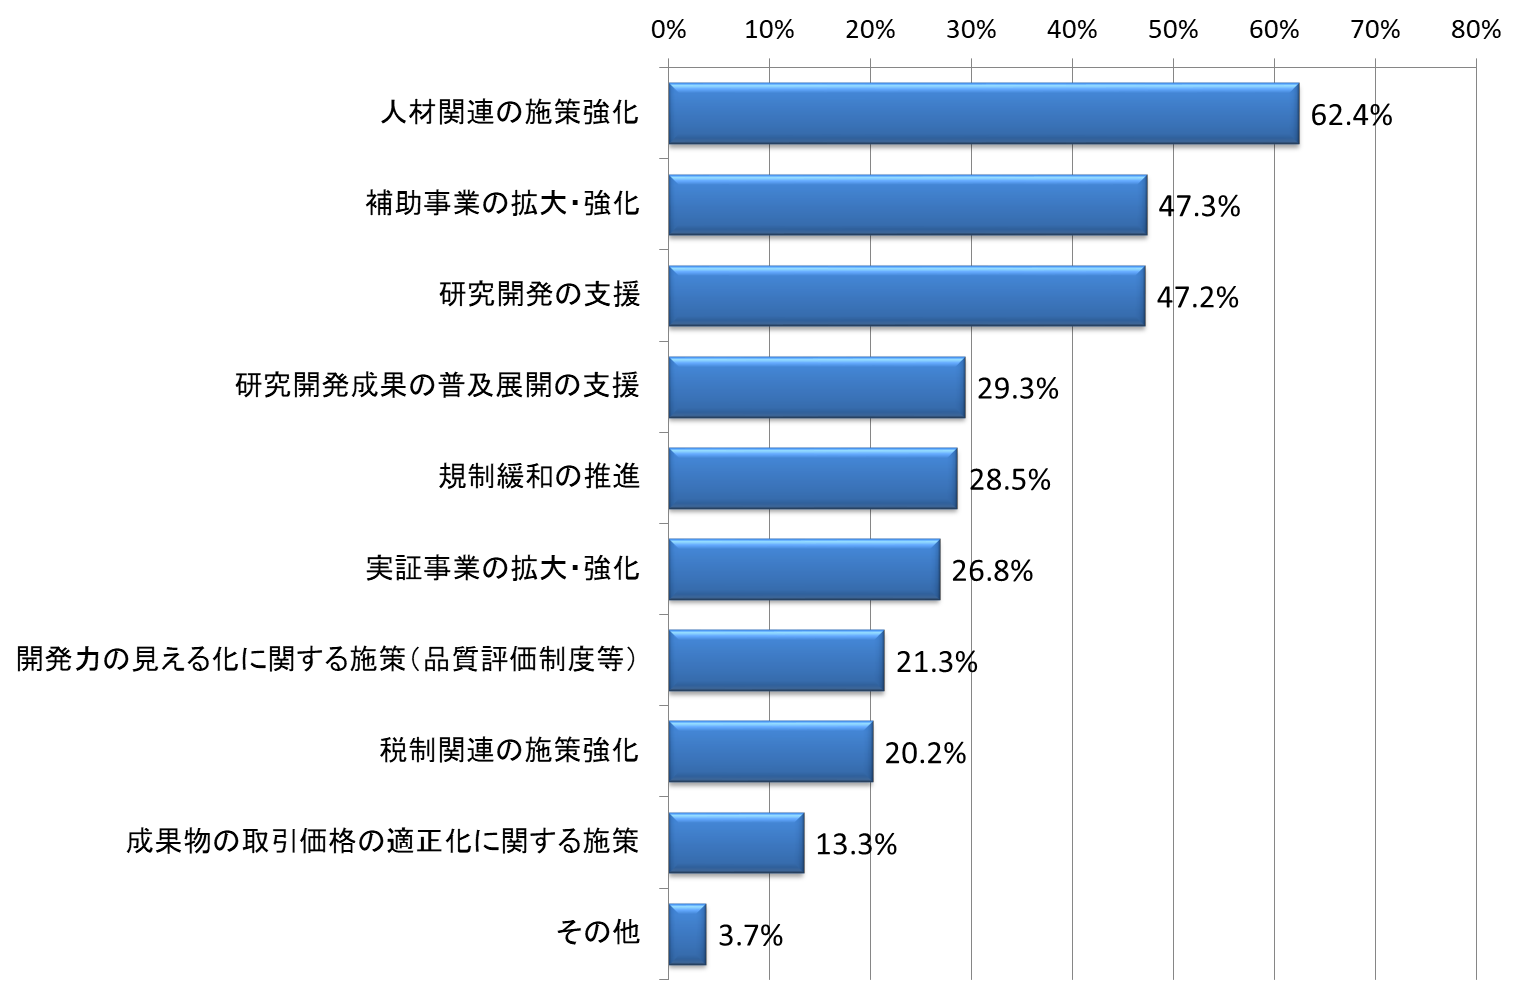 0% 10% 20% 30% 40% 50% 60% 70% 80%
人材関連の施策強化 62.4%
補助事業の拡大・強化 47.3%
研究開発の支援 47.2%
研究開発成果の普及展開の支援 29.3%
規制緩和の推進 28.5%
実証事業の拡大・強化 26.8%
開発力の見える化に関する施策（品質評価制度等） 21.3%
税制関連の施策強化 20.2%
成果物の取引価格の適正化に関する施策 13.3%
その他 3.7%